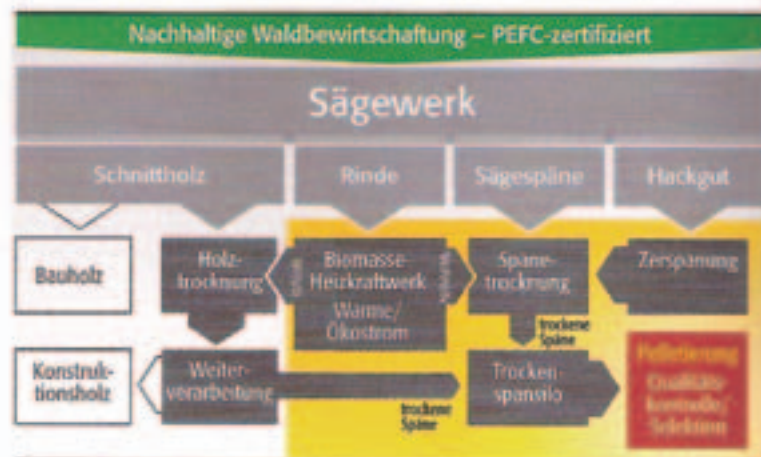 Nachhaltige Waldbewirtschaftung – PEFC-zertifiziert
Sägewerk
Schnittholz
Rinde
Sägespäne
Hackgut
Bauholz
Holz-
trocknung
Biomasse-
Heizkraftwerk
Wärme/
Ökostrom
Späne-
trocknung
Zerspanung
trockene
Späne
Konstruk-
tionsholz
Weiter-
verarbeitung
trockene
Späne
Trocken
spansilo
Pelletierung
Qualitäts
kontrolle/
Selektion